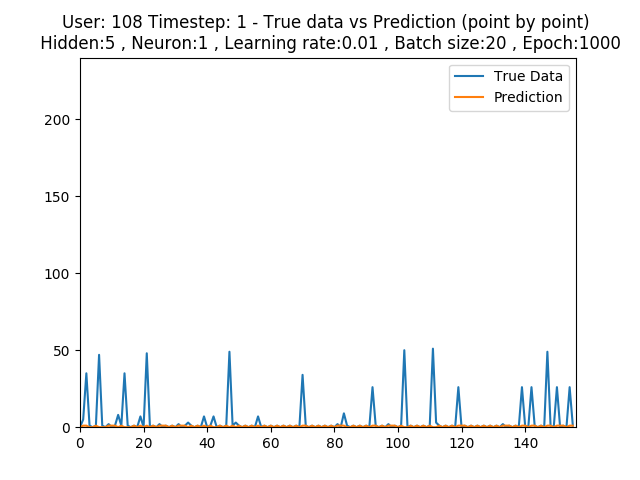 User: 108 Timestep: 1 - True data vs Prediction (point by point)
Hidden:5 , Neuron:1 , Learning rate:0.01 , Batch size:20 , Epoch:1000
True Data
Prediction
200
150
100
50
0
0 20 40 60 80 100 120 140